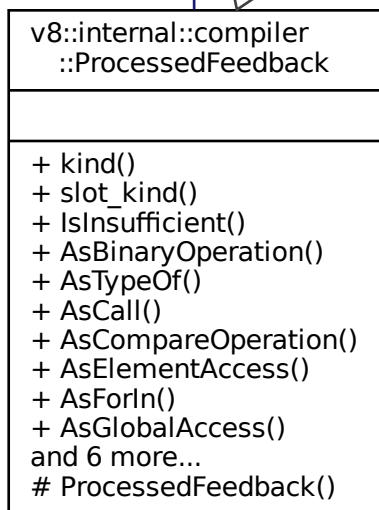 v8::internal::compiler
::ProcessedFeedback
+ kind()
+ slot_kind()
+ IsInsufficient()
+ AsBinaryOperation()
+ AsTypeOf()
+ AsCall()
+ AsCompareOperation()
+ AsElementAccess()
+ AsForIn()
+ AsGlobalAccess()
and 6 more...
# ProcessedFeedback()